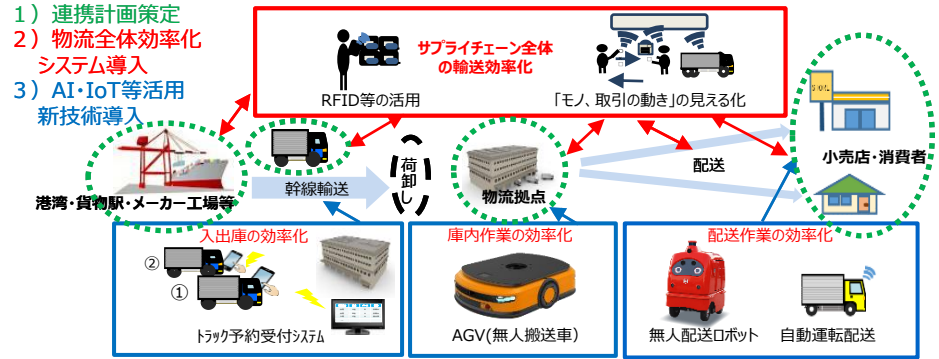 1）連携計画策定
2）物流全体効率化
システム導入
3）AI・IoT等活用
新技術導入
サプライチェーン全体
の輸送効率化
RFID等の活用
「モノ、取引の動き」の見える化
港湾・貨物駅・メーカー工場等
幹線輸送
荷卸し
物流拠点
配送
小売店・消費者
入出庫の効率化
②
①
トラック予約受付システム
庫内作業の効率化
AGV(無人搬送車)
配送作業の効率化
無人配送ロボット
自動運転配送